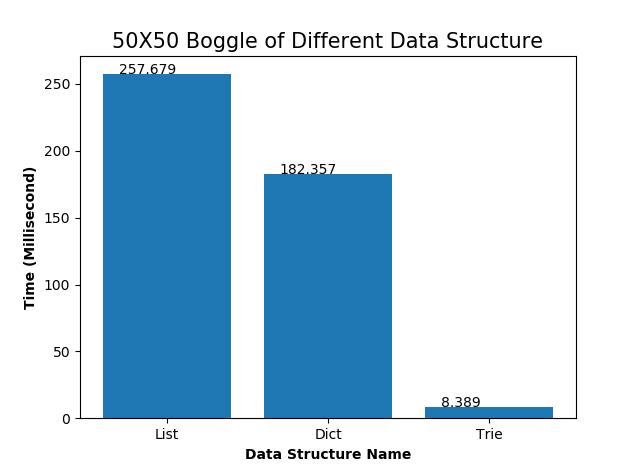 50X50 Boggle of Different Data Structure
257.679
182.357
8.389
250
200
150
100
50
0
Time (Millisecond)
List Dict Trie
Data Structure Name